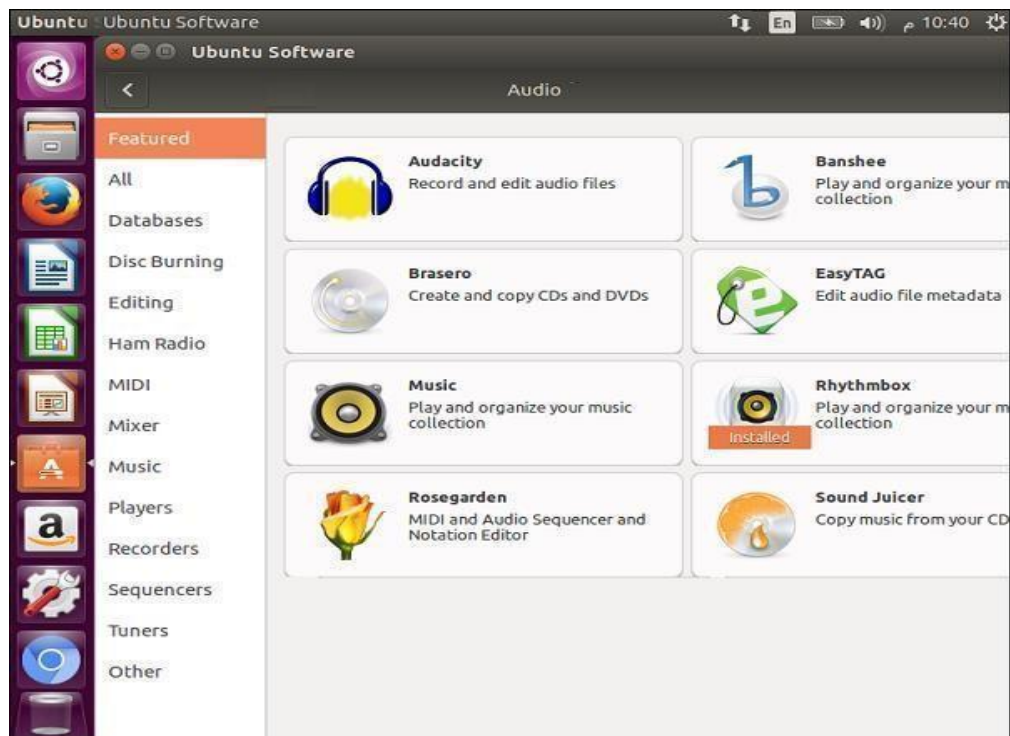 Ubuntu Ubuntu Software En م 10:40
Ubuntu Software
Audio
Featured
All
Databases
Disc Burning
Editing
Ham Radio
MIDI
Mixer
Music
Players
Recorders
Sequencers
Tuners
Other
Audacity
Record and edit audio files
Banshee
Play and organize your m
collection
Brasero
Create and copy CDs and DVDs
EasyTAG
Edit audio file metadata
Music
Play and organize your music
collection
Rhythmbox
Play and organize your m
collection
Installed
Rosegarden
MIDI and Audio Sequencer and
Notation Editor
Sound Juicer
Copy music from your CD